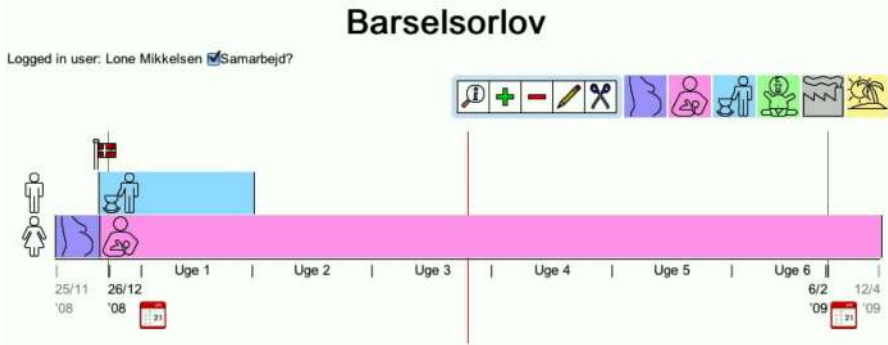 Barselsorlov
Logged in user: Lone Mikkelsen Samarbejd?
Uge 1 Uge 2 Uge 3 Uge 4 Uge 5 Uge 6
25/11 26/12 6/2 12/4
'08 '08 21 '09 21 '09